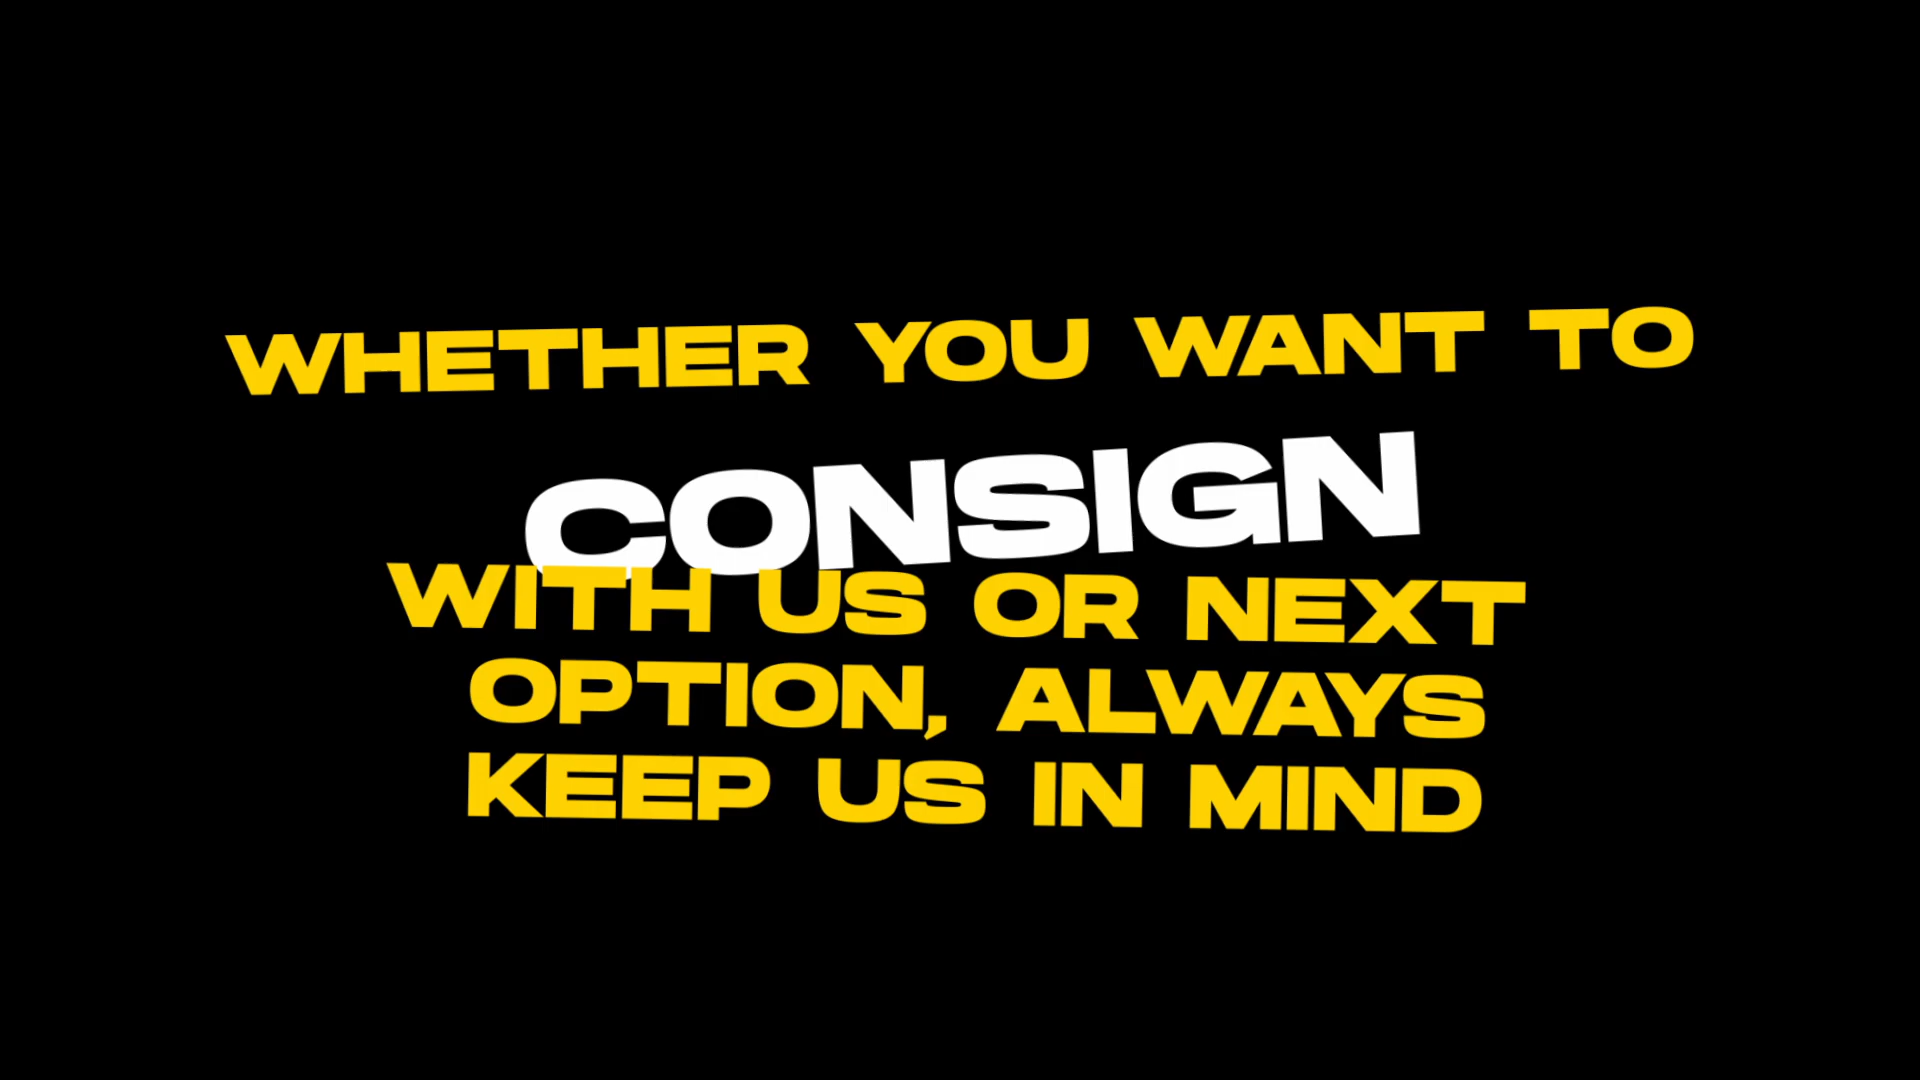 WHETHER YOU WANT TO
CONSIGN
WITH US OR NEXT
OPTION, ALWAYS
KEEP US IN MIND